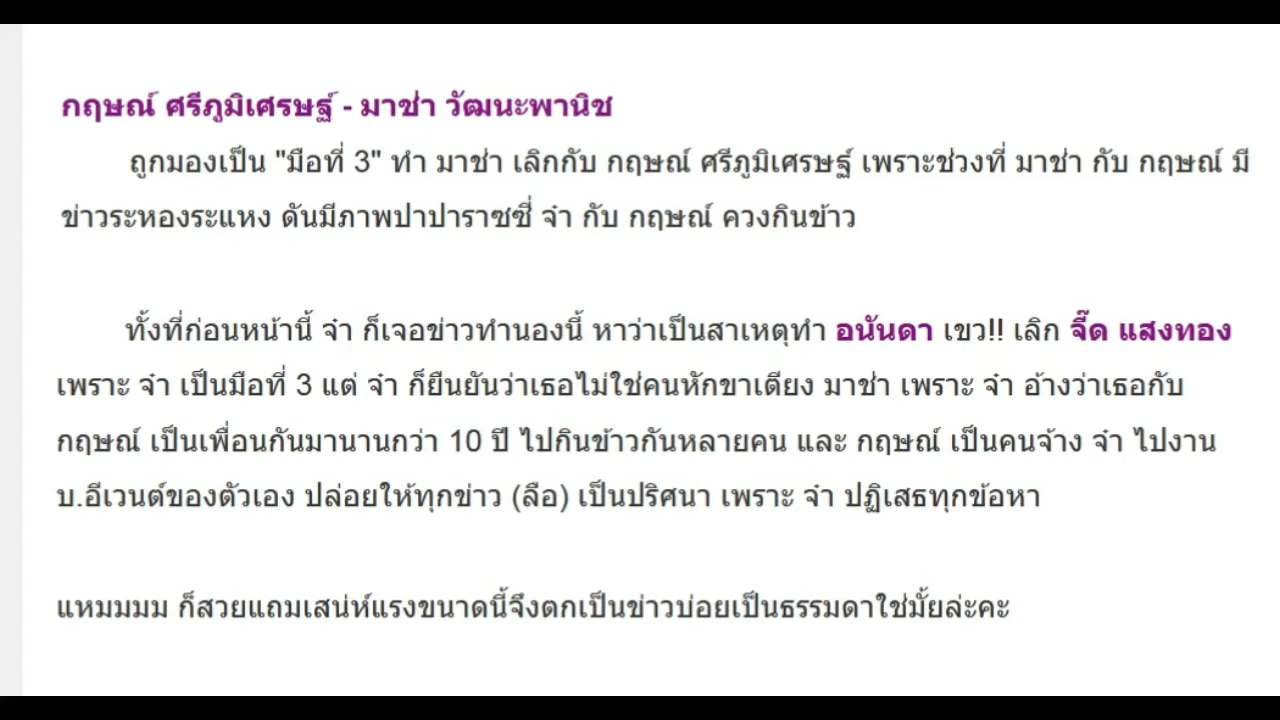 กฤษณ์ ศรีภูมิเศรษฐ์ - มาช่า วัฒนะพานิช
ถูกมองเป็น "มือที่ 3" ทำ มาช่า เลิกกับ กฤษณ์ ศรีภูมิเศรษฐ์ เพราะช่วงที่ มาช่า กับ กฤษณ์ มี
ข่าวระหองระแหง ดันมีภาพปาปาราซซี่ จ๋า กับ กฤษณ์ ควงกินข้าว
ทั้งที่ก่อนหน้านี้ จ๋า ก็เจอข่าวทำนองนี้ หาว่าเป็นสาเหตุทำ อนันดา เขว!! เลิก จี๊ด แสงทอง
เพราะ จ๋า เป็นมือที่ 3 แต่ จ๋า ก็ยืนยันว่าเธอไม่ใช่คนหักขาเตียง มาช่า เพราะ จ๋า อ้างว่าเธอกับ
กฤษณ์ เป็นเพื่อนกันมานานกว่า 10 ปี ไปกินข้าวกันหลายคน และ กฤษณ์ เป็นคนจ้าง จ๋า ไปงาน
บ.อีเวนต์ของตัวเอง ปล่อยให้ทุกข่าว (ลือ) เป็นปริศนา เพราะ จ๋า ปฏิเสธทุกข้อหา
แหมมมม ก็สวยแถมเสน่ห์แรงขนาดนี้จึงตกเป็นข่าวบ่อยเป็นธรรมดาใช่มั้ยล่ะคะ